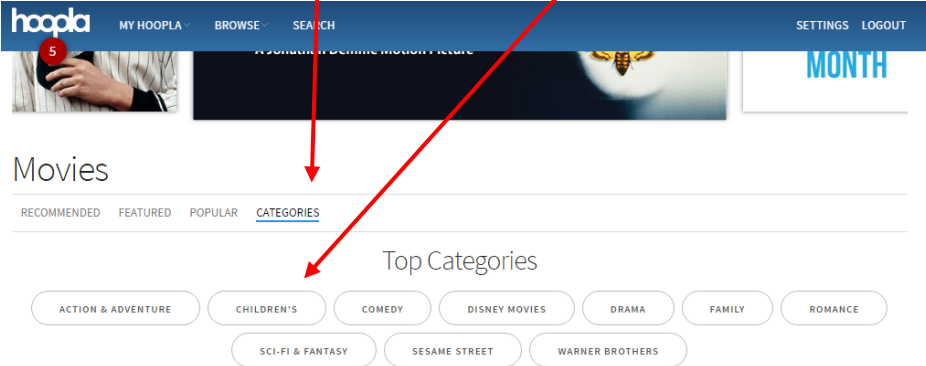 hoopla MY HOOPLA BROWSE SEARCH SETTINGS LOGOUT
5
A Jonathan Demme Motion Picture
MONTH
Movies
RECOMMENDED FEATURED POPULAR CATEGORIES
Top Categories
ACTION & ADVENTURE CHILDREN'S COMEDY DISNEY MOVIES DRAMA FAMILY ROMANCE
SCI-FI & FANTASY SESAME STREET WARNER BROTHERS